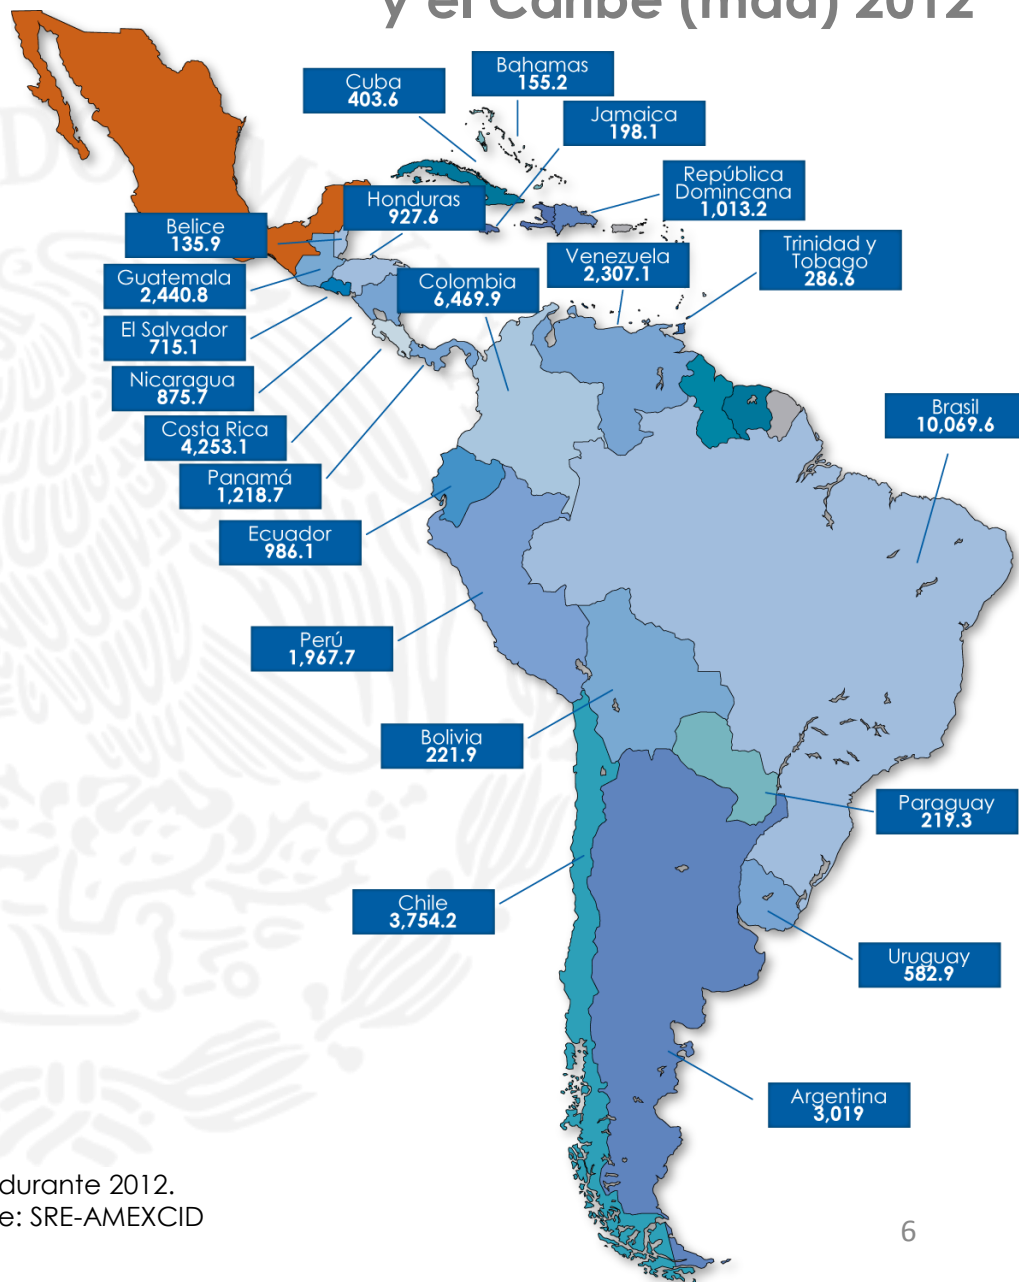 y el Caribe (mdd) 2012
Cuba
403.6
Bahamas
155.2
Jamaica
198.1
República
Domincana
1,013.2
Honduras
927.6
Belice
135.9
Venezuela
2,307.1
Trinidad y
Tobago
286.6
Guatemala
2,440.8
Colombia
6,469.9
El Salvador
715.1
Nicaragua
875.7
Costa Rica
4,253.1
Brasil
10,069.6
Panamá
1,218.7
Ecuador
986.1
Perú
1,967.7
Bolivia
221.9
Paraguay
219.3
Chile
3,754.2
Uruguay
582.9
Argentina
3,019
durante 2012.
e: SRE-AMEXCID
6